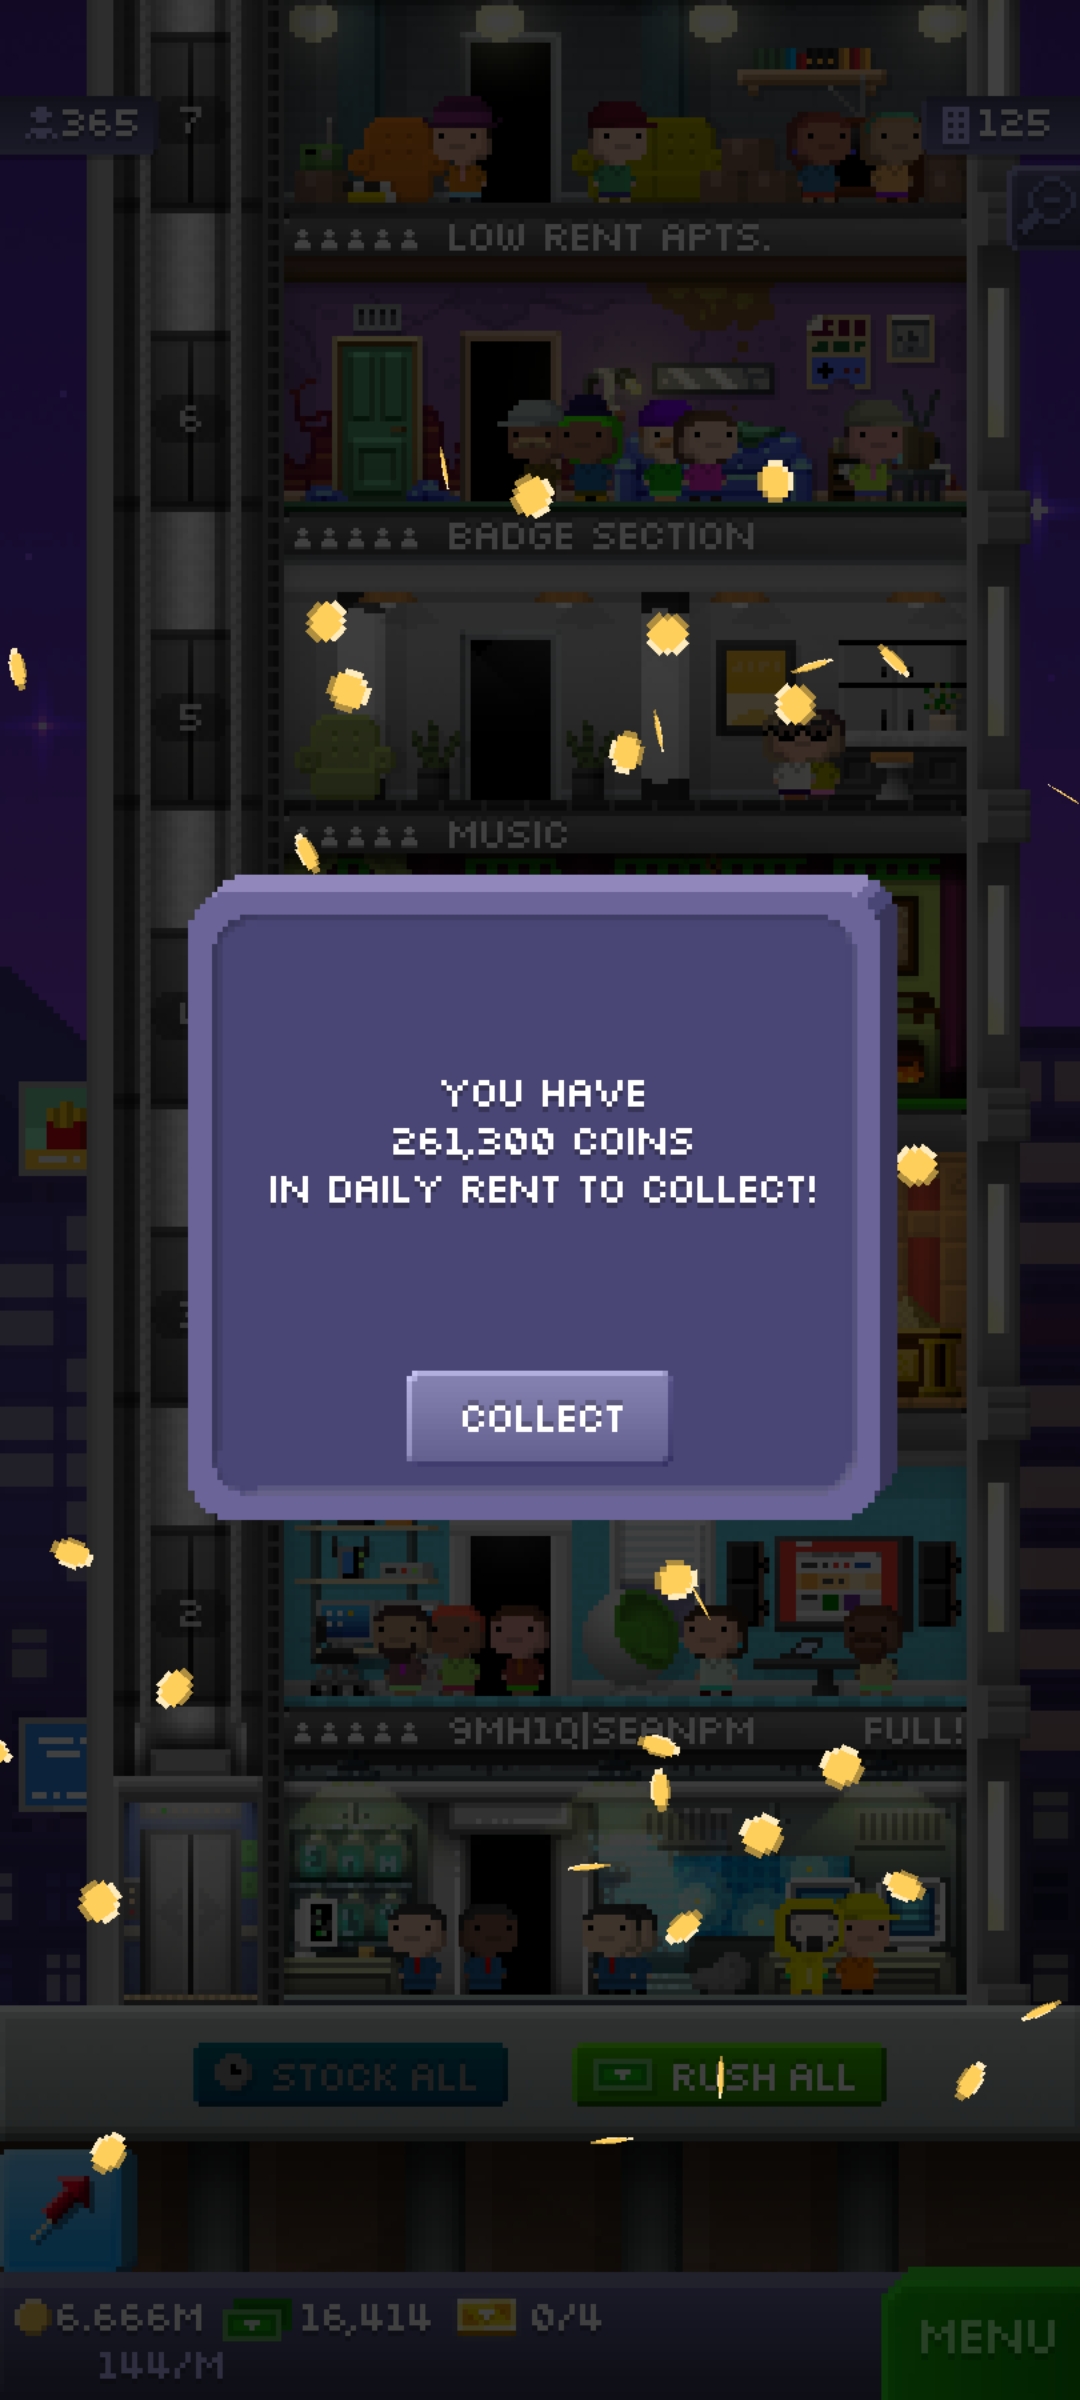 365
7
125
LOW RENT APTS.
6
BADGE SECTION
5
MUSIC
YOU HAVE
261,300 COINS
IN DAILY RENT TO COLLECT!
COLLECT
2
9MH1Q|SEANPM FULL!
STOCK ALL
RUSH ALL
6.666M 16,414 0/4
144/M
MENU